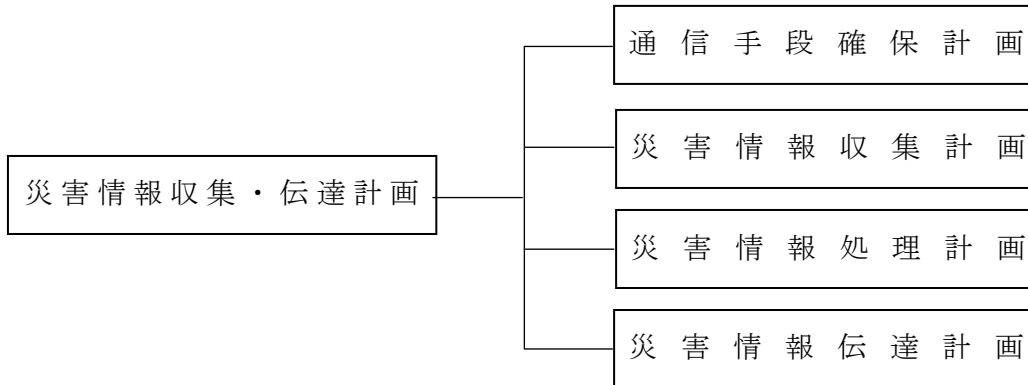 災害情報収集・伝達計画
通信手段確保計画
災害情報収集計画
災害情報処理計画
災害情報伝達計画